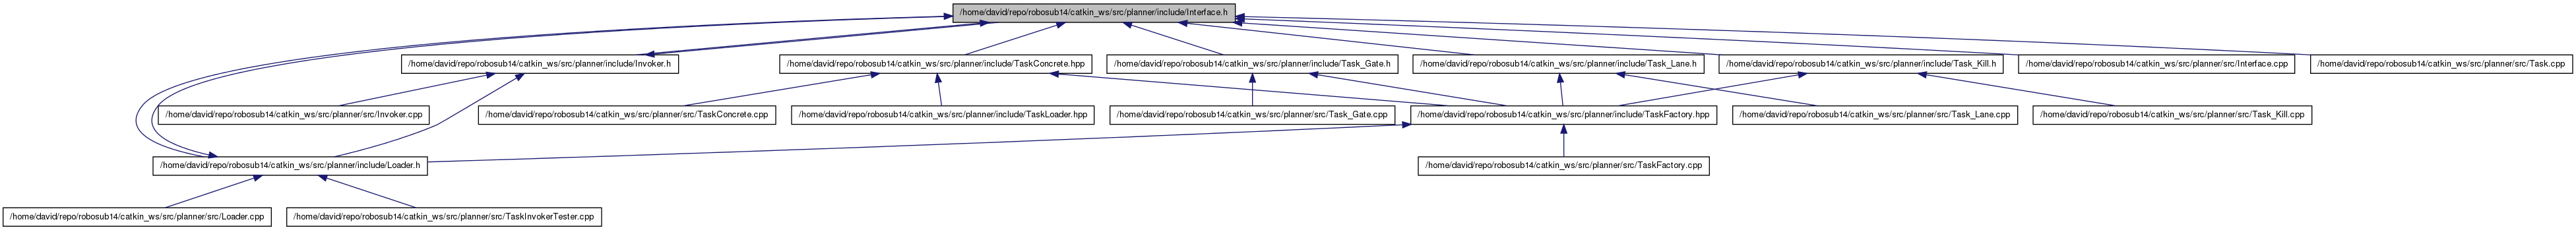 /home/david/repo/robosub14/catkin_ws/src/planner/include/Interface.h
/home/david/repo/robosub14/catkin_ws/src/planner/include/Invoker.h
/home/david/repo/robosub14/catkin_ws/src/planner/include/TaskConcrete.hpp
/home/david/repo/robosub14/catkin_ws/src/planner/include/Task_Gate.h
/home/david/repo/robosub14/catkin_ws/src/planner/include/Task_Lane.h
/home/david/repo/robosub14/catkin_ws/src/planner/include/Task_Kill.h
/home/david/repo/robosub14/catkin_ws/src/planner/src/Interface.cpp
/home/david/repo/robosub14/catkin_ws/src/planner/src/Task.cpp
/home/david/repo/robosub14/catkin_ws/src/planner/src/Invoker.cpp
/home/david/repo/robosub14/catkin_ws/src/planner/src/TaskConcrete.cpp
/home/david/repo/robosub14/catkin_ws/src/planner/include/TaskLoader.hpp
/home/david/repo/robosub14/catkin_ws/src/planner/src/Task_Gate.cpp
/home/david/repo/robosub14/catkin_ws/src/planner/include/TaskFactory.hpp
/home/david/repo/robosub14/catkin_ws/src/planner/src/Task_Lane.cpp
/home/david/repo/robosub14/catkin_ws/src/planner/src/Task_Kill.cpp
/home/david/repo/robosub14/catkin_ws/src/planner/include/Loader.h
/home/david/repo/robosub14/catkin_ws/src/planner/src/TaskFactory.cpp
/home/david/repo/robosub14/catkin_ws/src/planner/src/Loader.cpp
/home/david/repo/robosub14/catkin_ws/src/planner/src/TaskInvokerTester.cpp